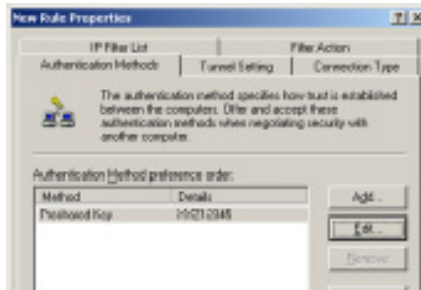 New Rule Properties
IP Filter List
Filter Action
Authentication Methods
Tunnel Setting
Connection Type
The authentication method specifies how trust is established
between the computers. Offer and accept these
authentication methods when negotiating security with
another computer.
Authentication Method preference order:
Method
Details
Add...
Preshared Key
Edit...
Remove